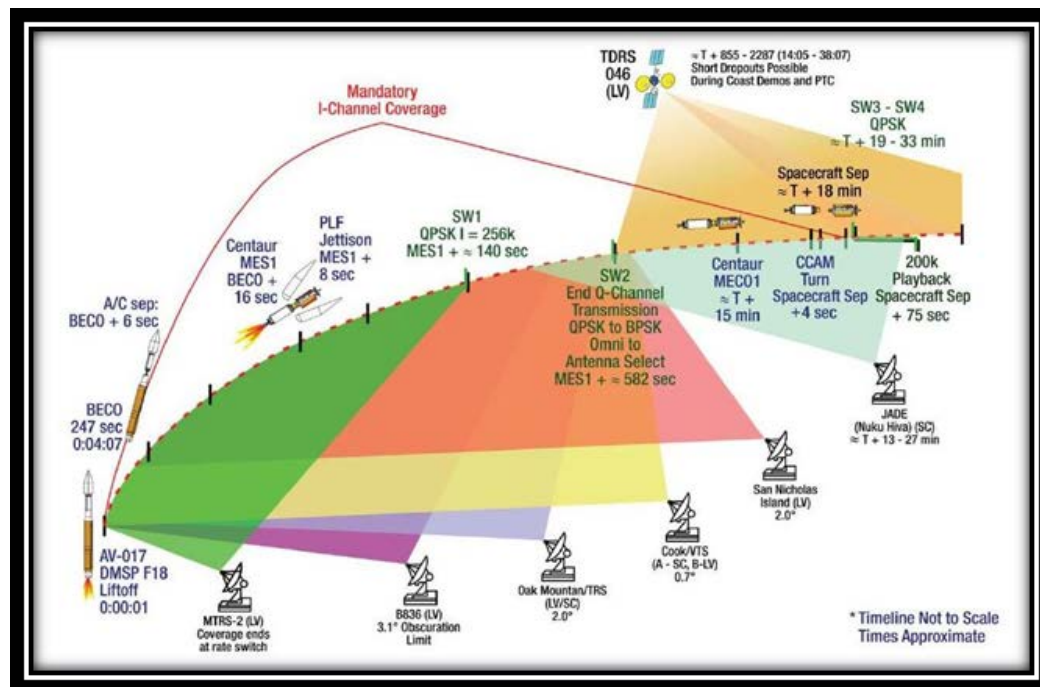 TDRS
046
(LV)
≈ T + 855 - 2287 (14:05 - 38:07)
Short Dropouts Possible
During Coast Demos and PTC
Mandatory
I-Channel Coverage
SW3 - SW4
QPSK
≈ T + 19 - 33 min
Spacecraft Sep
≈ T + 18 min
SW1
QPSK I = 256k
MES1 + ≈ 140 sec
PLF
Jettison
MES1 +
8 sec
Centaur
MES1
BECO +
16 sec
A/C sep:
BECO + 6 sec
SW2
End Q-Channel
Transmission
QPSK to BPSK
Omni to
Antenna Select
MES1 + ≈ 582 sec
Centaur
MECO1
≈ T +
15 min
CCAM
Turn
Spacecraft Sep
+4 sec
200k
Playback
Spacecraft Sep
+ 75 sec
BECO
247 sec
0:04:07
JADE
(Nuku Hiva) (SC)
≈ T + 13 - 27 min
San Nicholas
Island (LV)
2.0°
Cook/VTS
(A - SC, B-LV)
0.7°
Oak Mountan/TRS
(LV/SC)
2.0°
B836 (LV)
3.1° Obscuration
Limit
MTRS-2 (LV)
Coverage ends
at rate switch
AV-017
DMSP F18
Liftoff
0:00:01
* Timeline Not to Scale
Times Approximate